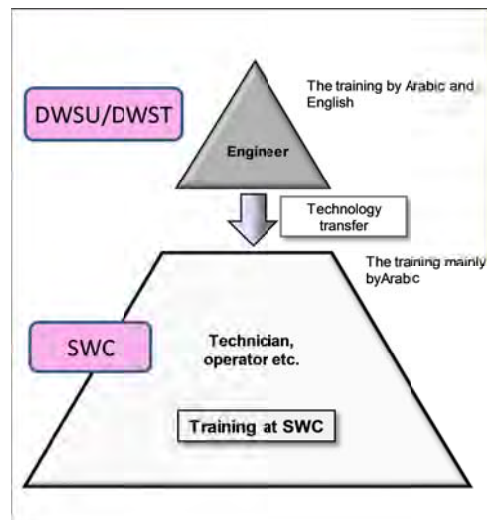 DWSU/DWST
The training by Arabic and
English
Engineer
Technology
transfer
The training mainly
byArabc
SWC
Technician,
operator etc.
Training at SWC